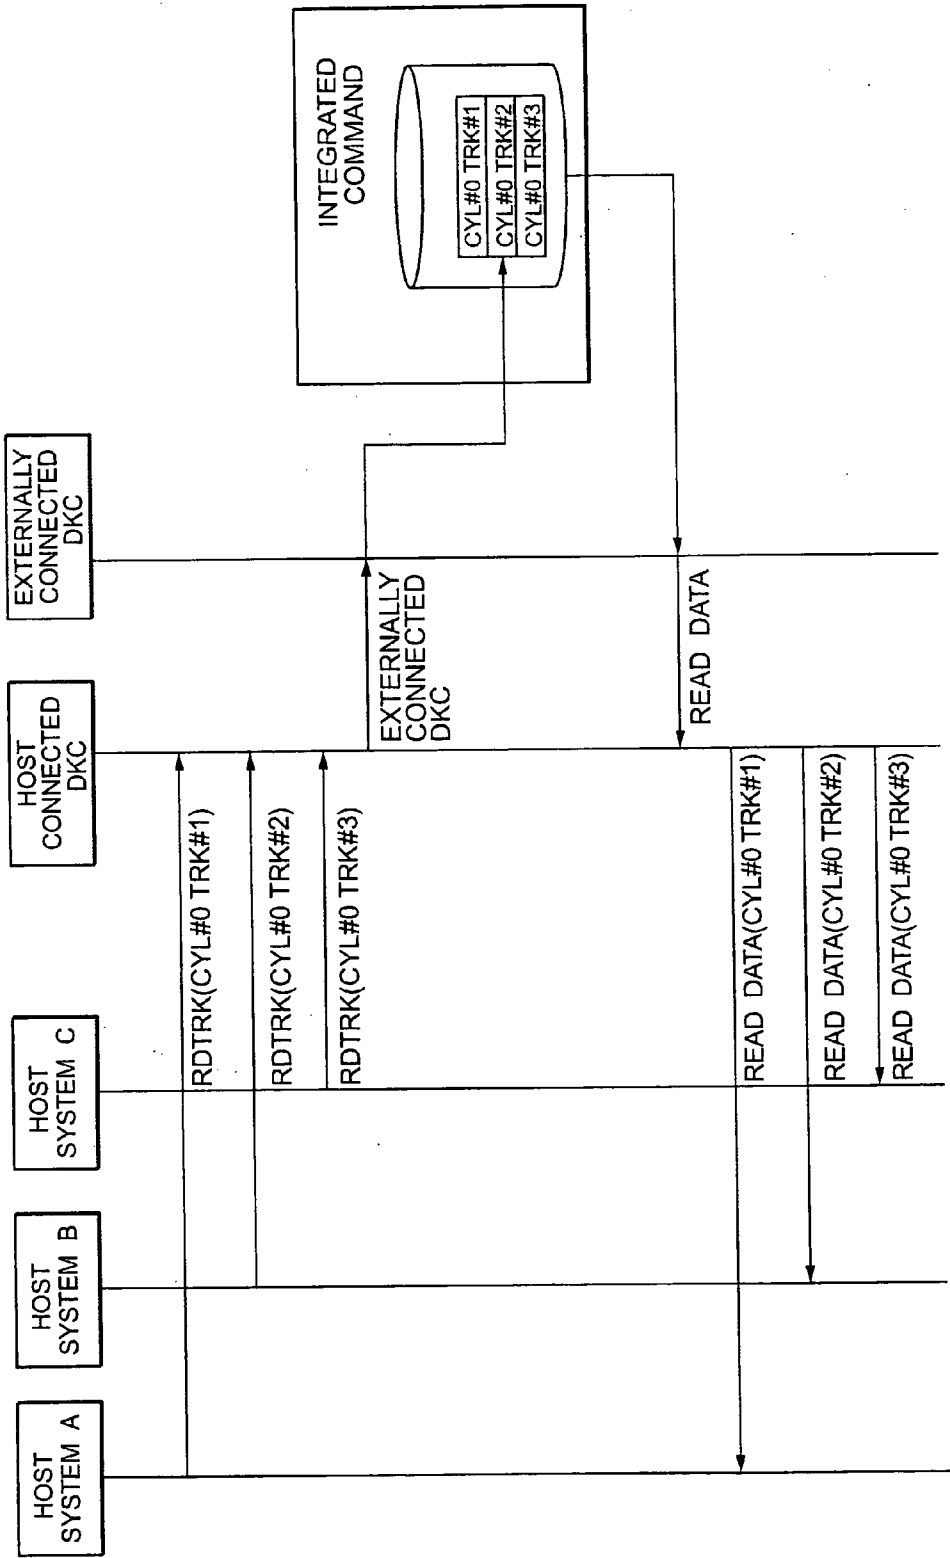 HOST
SYSTEM A
HOST
SYSTEM B
HOST
SYSTEM C
HOST
CONNECTED
DKC
EXTERNALLY
CONNECTED
DKC
RDTRK(CYL#0 TRK#1)
RDTRK(CYL#0 TRK#2)
RDTRK(CYL#0 TRK#3)
EXTERNALLY
CONNECTED
DKC
INTEGRATED
COMMAND
CYL#0 TRK#1
CYL#0 TRK#2
CYL#0 TRK#3
READ DATA
READ DATA(CYL#0 TRK#1)
READ DATA(CYL#0 TRK#2)
READ DATA(CYL#0 TRK#3)